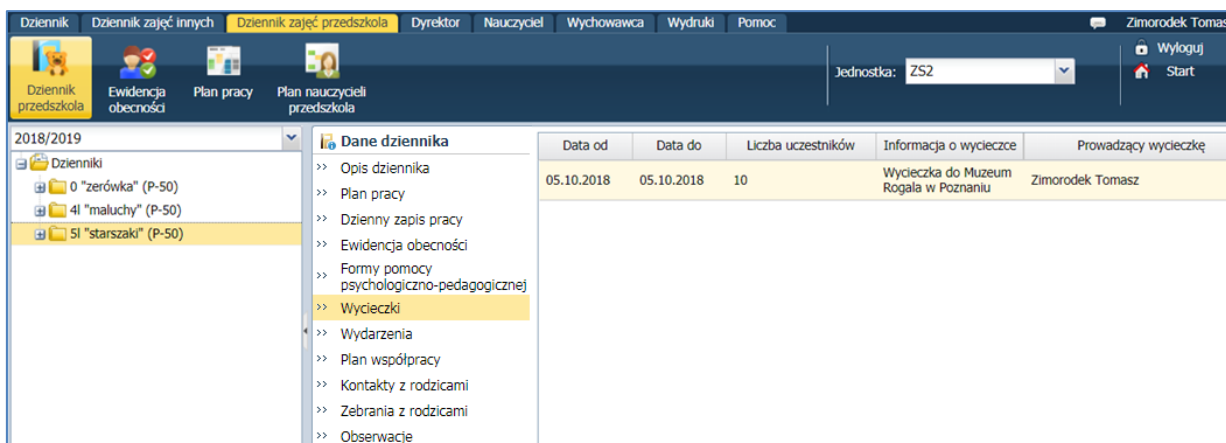 Dziennik Dziennik zajęć innych Dziennik zajęć przedszkola Dyrektor Nauczyciel Wychowawca Wydruki Pomoc Zimorodek Tomas
Dziennik
przedszkola
Ewidencja
obecności
Plan pracy
Plan nauczycieli
przedszkola
Jednostka: ZS2
Wyloguj
Start
2018/2019
Dzienniki
0 "zerówka" (P-50)
4l "maluchy" (P-50)
5l "starszaki" (P-50)
Dane dziennika
Opis dziennika
Plan pracy
Dzienny zapis pracy
Ewidencja obecności
Formy pomocy
psychologiczno-pedagogicznej
Wycieczki
Wydarzenia
Plan współpracy
Kontakty z rodzicami
Zebrania z rodzicami
Obserwacje
Data od Data do Liczba uczestników Informacja o wycieczce Prowadzący wycieczkę
05.10.2018 05.10.2018 10 Wycieczka do Muzeum Zimorodek Tomasz
Rogala w Poznaniu